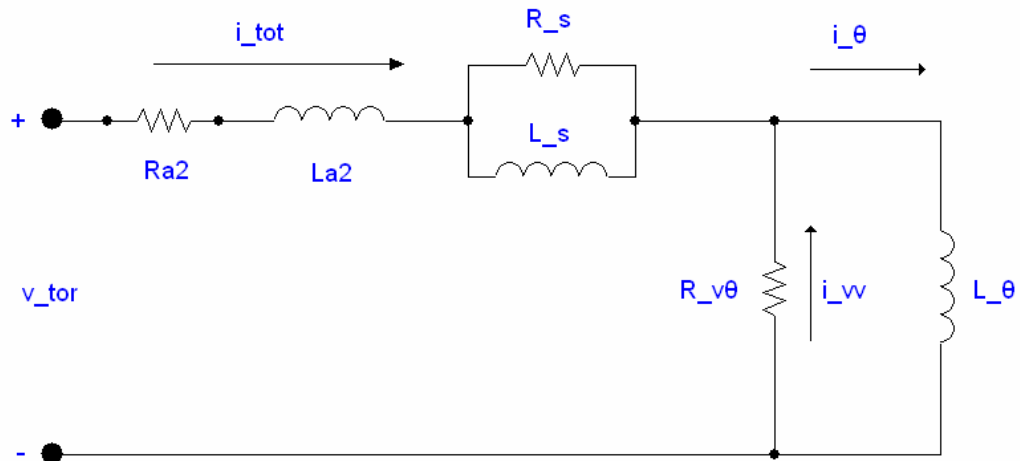 R_s
i_tot
i_θ
+
L_s
Ra2
La2
v_tor
R_vθ
i_vv
L_θ
-